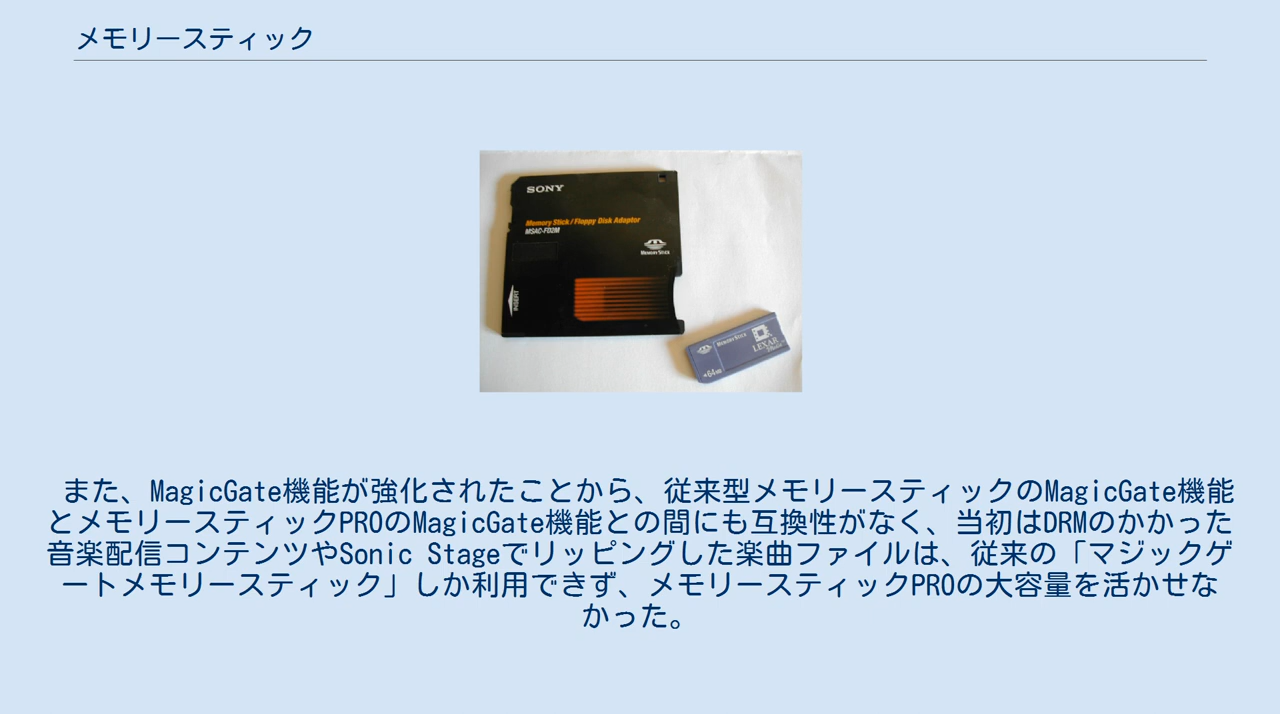 メモリースティック
SONY
Memory Stick / Floppy Disk Adaptor
MSAC-FD2M
MEMORY STICK
INSERT
MEMORY STICK
LEXAR
Media
64MB
また、MagicGate機能が強化されたことから、従来型メモリースティックのMagicGate機能
とメモリースティックPROのMagicGate機能との間にも互換性がなく、当初はDRMのかかった
音楽配信コンテンツやSonic Stageでリッピングした楽曲ファイルは、従来の「マジックゲ
ートメモリースティック」しか利用できず、メモリースティックPROの大容量を活かせな
かった。